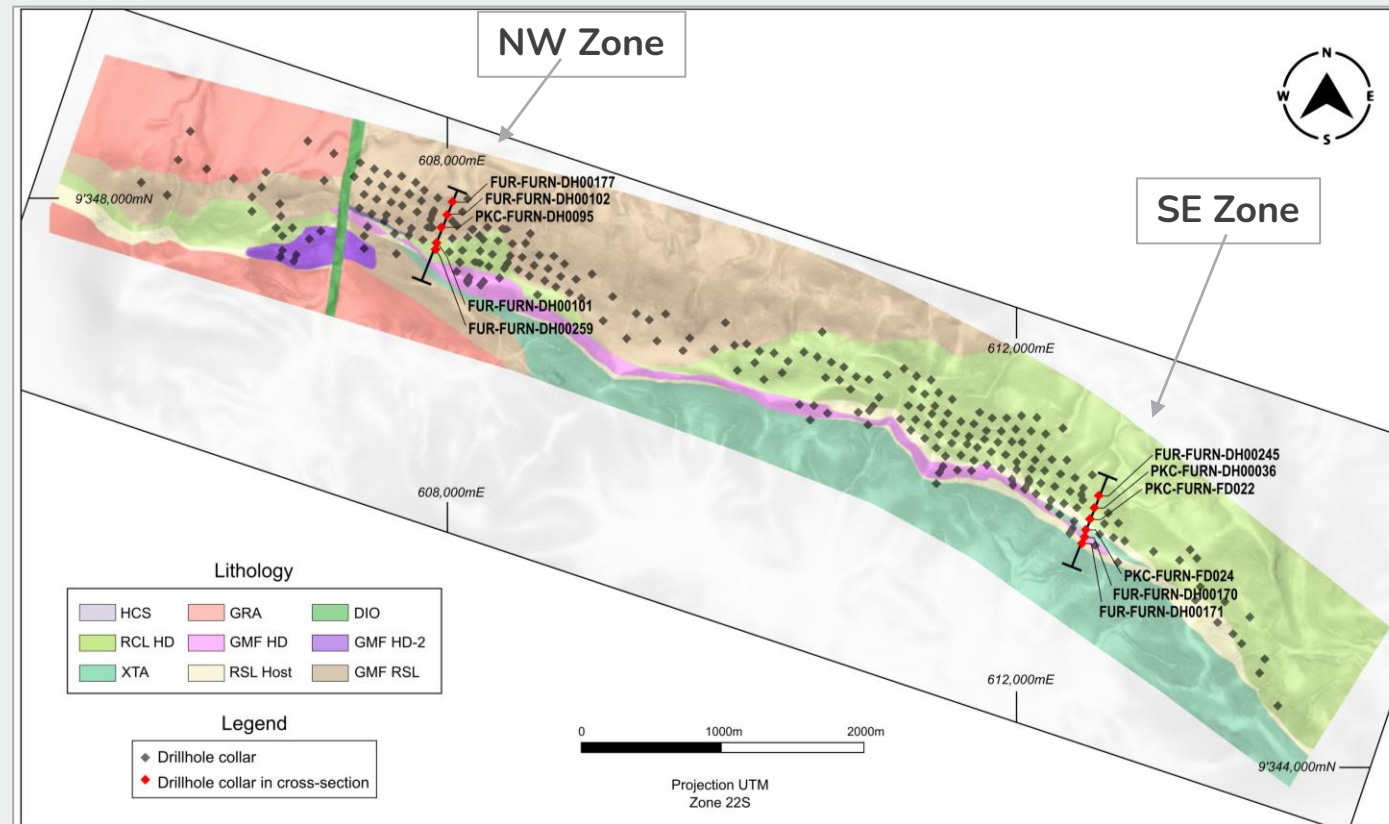 NW Zone
N
W
E
S
608,000mE
FUR-FURN-DH00177
FUR-FURN-DH00102
PKC-FURN-DH0095
9'348,000mN
SE Zone
FUR-FURN-DH00101
FUR-FURN-DH00259
612,000mE
FUR-FURN-DH00245
PKC-FURN-DH00036
PKC-FURN-FD022
608,000mE
PKC-FURN-FD024
FUR-FURN-DH00170
FUR-FURN-DH00171
Lithology
HCS GRA DIO
RCL HD GMF HD GMF HD-2
XTA RSL Host GMF RSL
612,000mE
Legend
Drillhole collar
Drillhole collar in cross-section
0 1000m 2000m
Projection UTM
Zone 22S
9'344,000mN